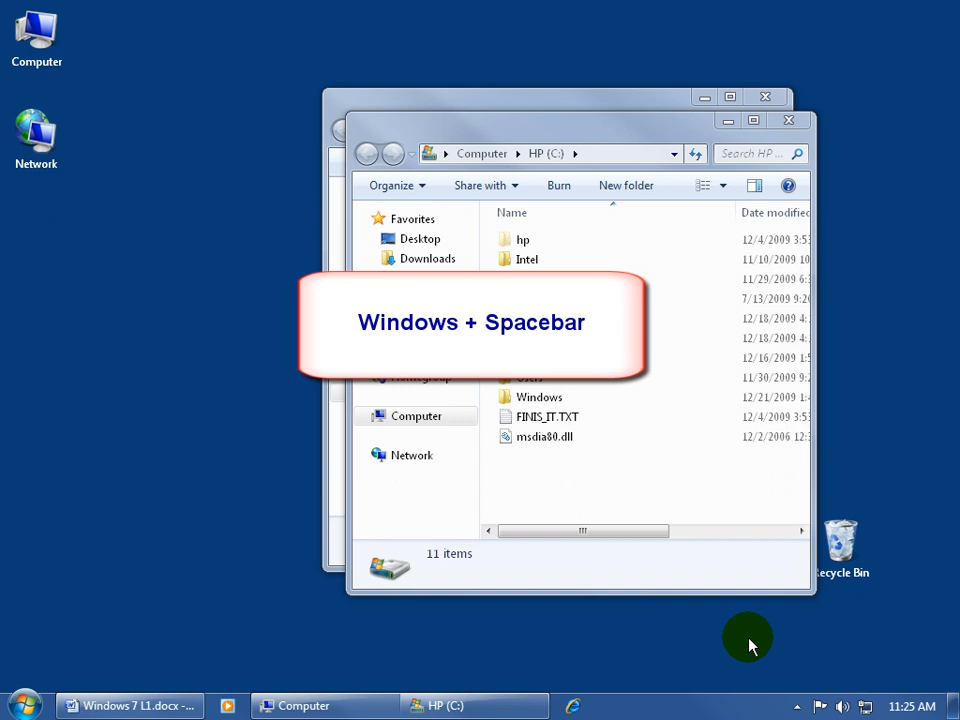 Computer
Network
Computer
HP (C:)
Search HP ...
Organize
Share with
Burn
New folder
Name
Date modified
Favorites
Desktop
Downloads
hp
12/4/2009 3:53
Intel
11/10/2009 10
11/29/2009 6:
7/13/2009 9:20
Windows + Spacebar
12/18/2009 4:
12/18/2009 4:
12/16/2009 1:5
Homegroup
Users
11/30/2009 9:2
Windows
12/21/2009 1:4
Computer
FINIS_IT.TXT
12/4/2009 3:53
msdia80.dll
12/2/2006 12:3
Network
11 items
Recycle Bin
Windows 7 L1.docx -...
Computer
HP (C:)
11:25 AM